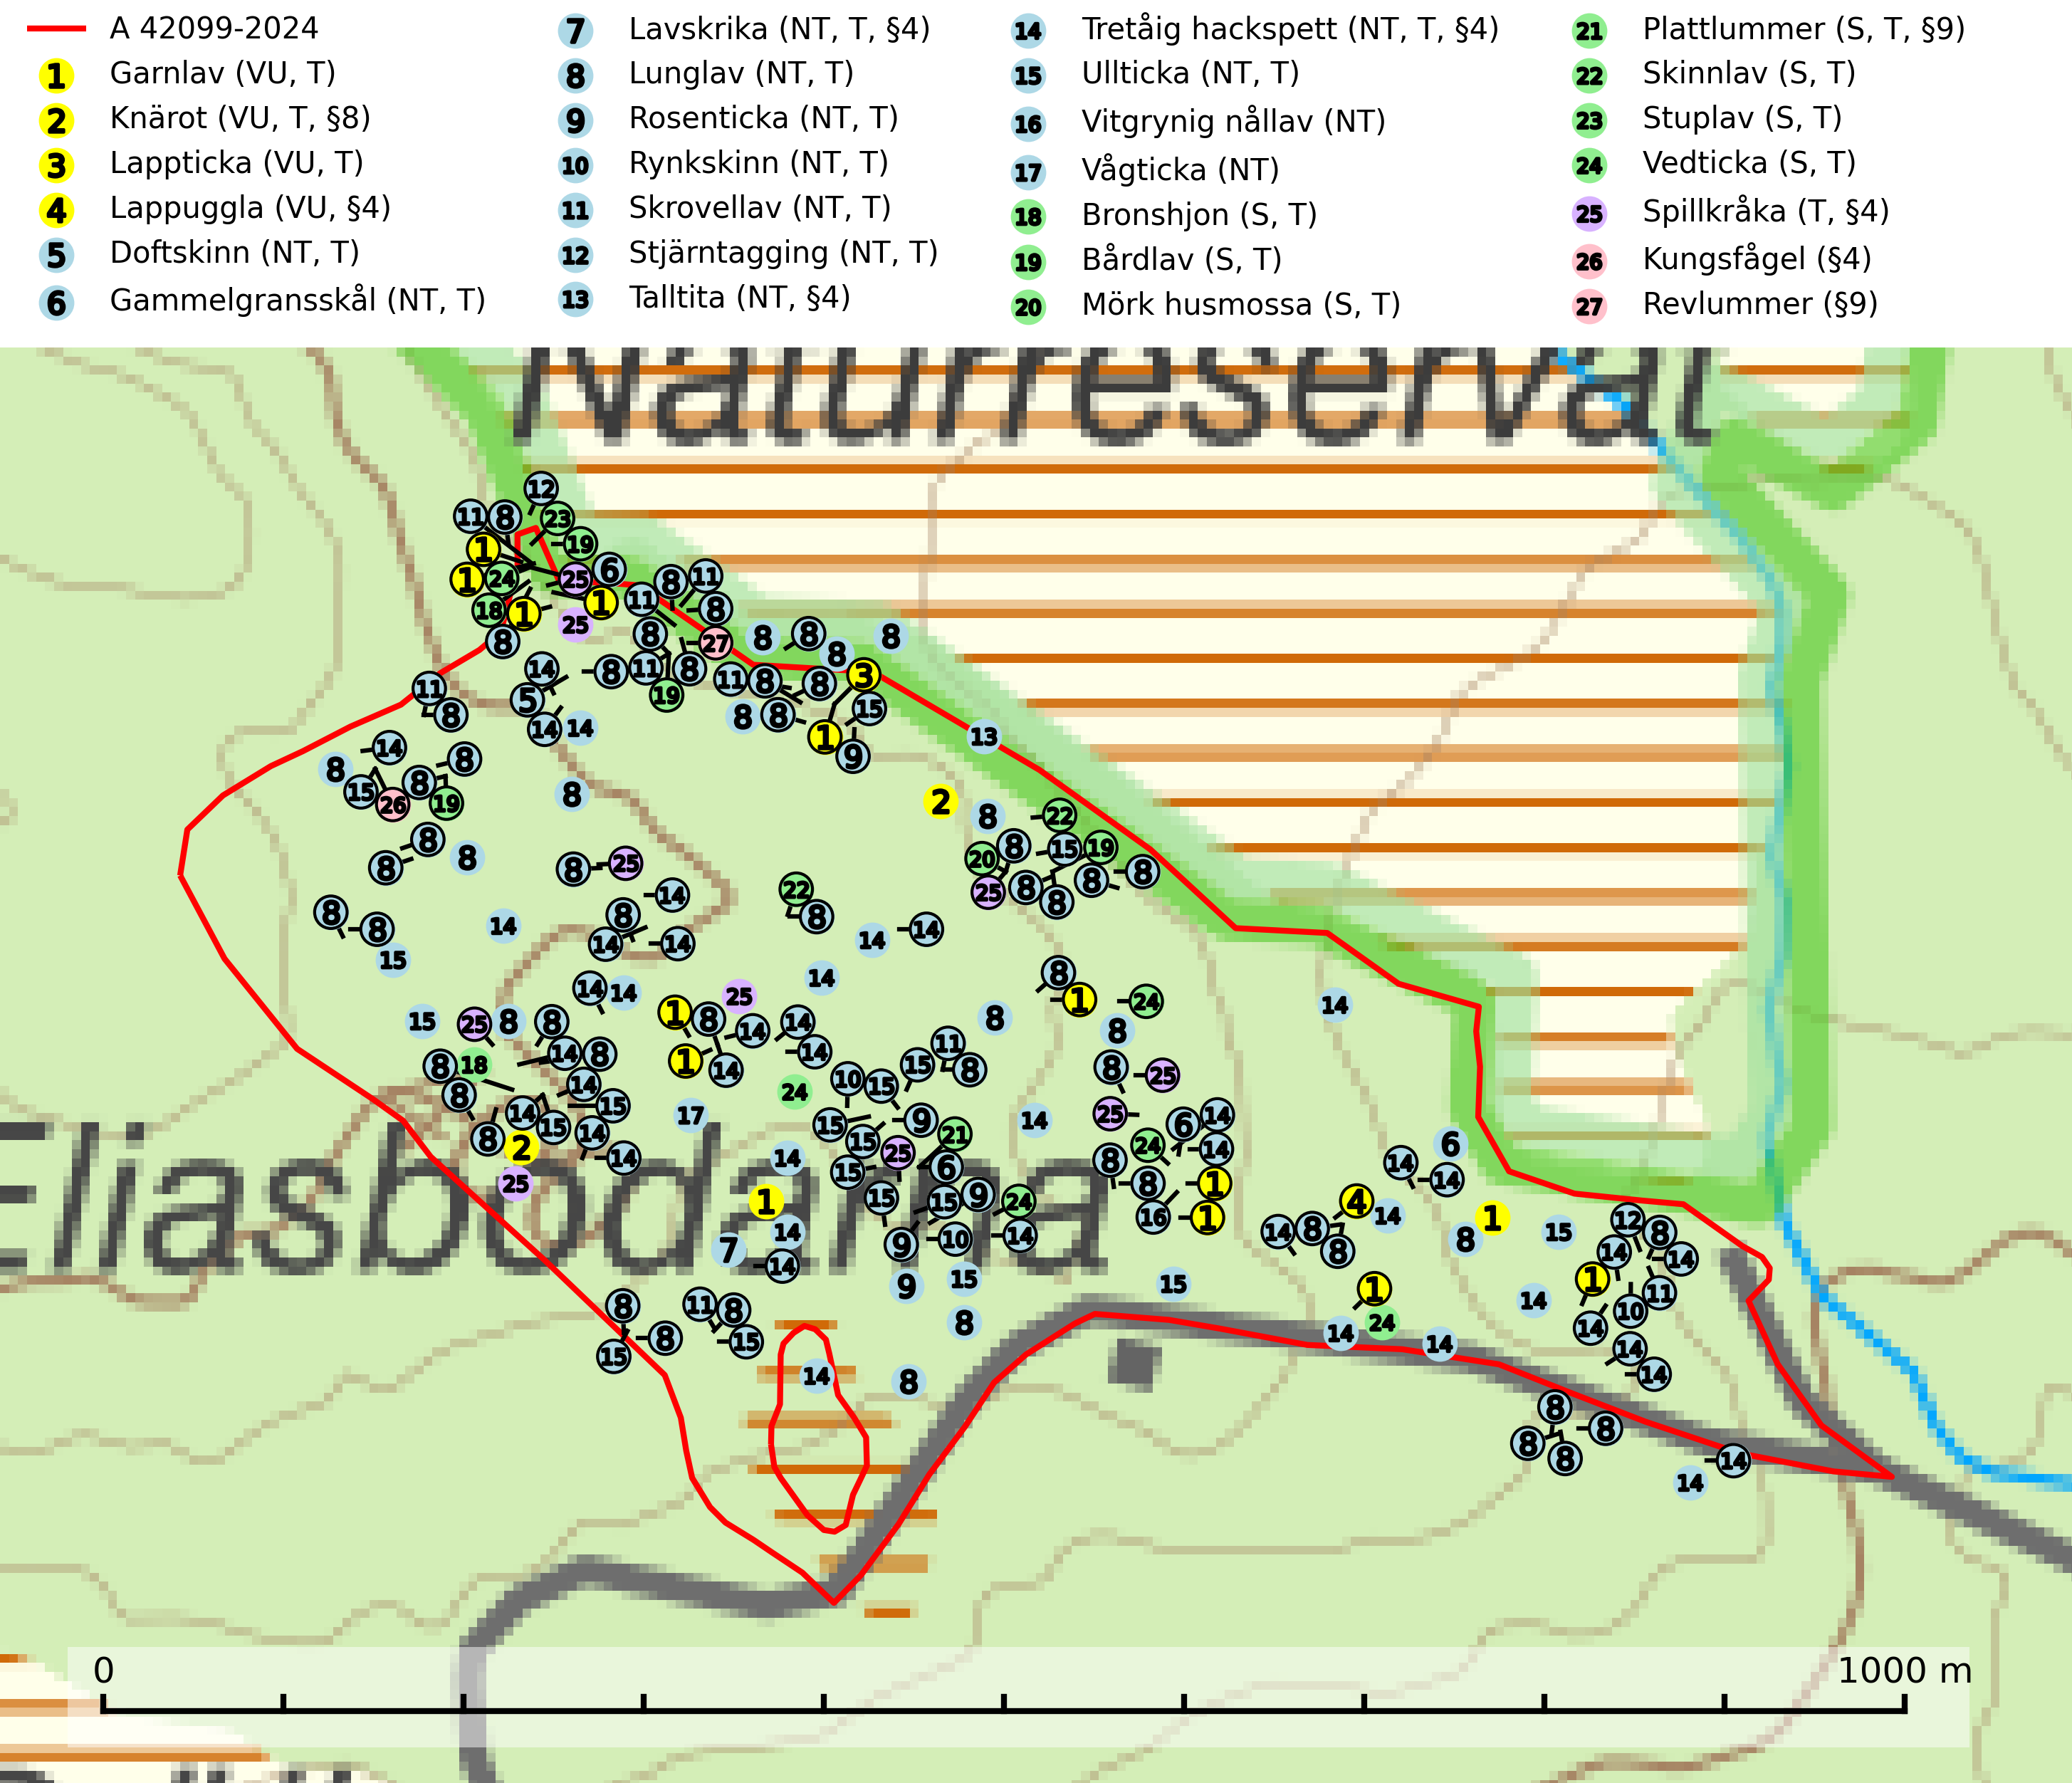 A 42099-2024
1 Garnlav (VU, T)
2 Knärot (VU, T, §8)
3 Lappticka (VU, T)
4 Lappuggla (VU, §4)
5 Doftskinn (NT, T)
6 Gammelgransskål (NT, T)
7 Lavskrika (NT, T, §4)
8 Lunglav (NT, T)
9 Rosenticka (NT, T)
10 Rynkskinn (NT, T)
11 Skrovellav (NT, T)
12 Stjärntagging (NT, T)
13 Talltita (NT, §4)
14 Tretåig hackspett (NT, T, §4)
15 Ullticka (NT, T)
16 Vitgrynig nållav (NT)
17 Vågticka (NT)
18 Bronshjon (S, T)
19 Bårdlav (S, T)
20 Mörk husmossa (S, T)
21 Plattlummer (S, T, §9)
22 Skinnlav (S, T)
23 Stuplav (S, T)
24 Vedticka (S, T)
25 Spillkråka (T, §4)
26 Kungsfågel (§4)
27 Revlummer (§9)
Naturreservat
Eliasbodarna
0 1000 m